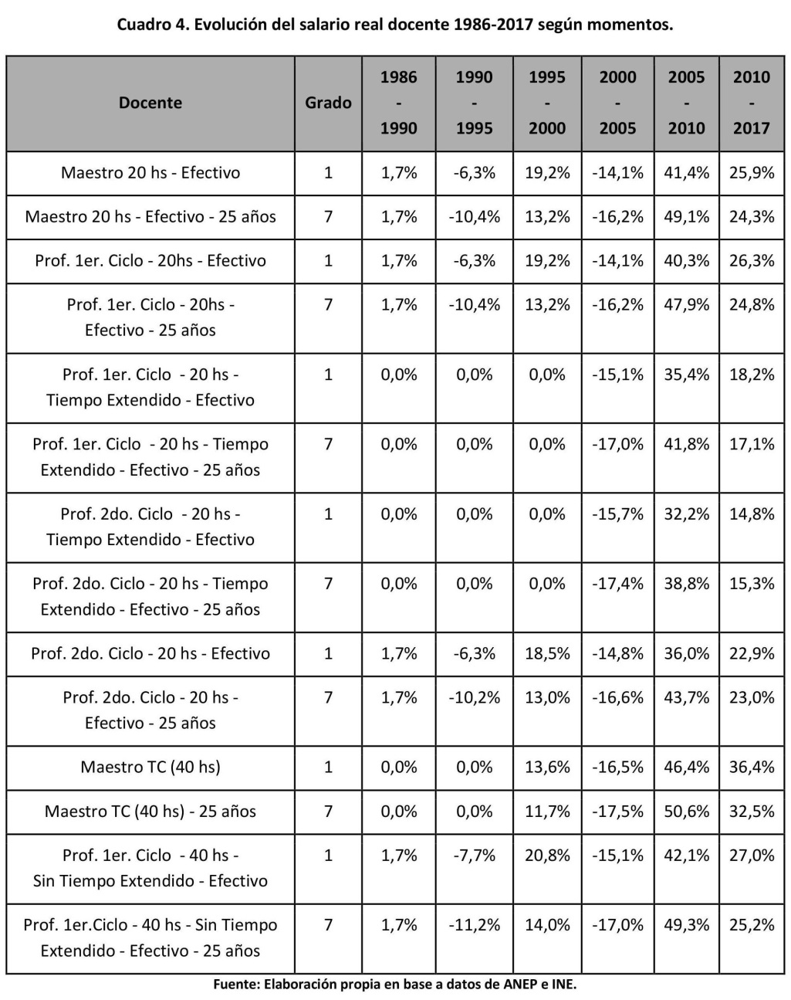 Cuadro 4. Evolución del salario real docente 1986-2017 según momentos.
Docente Grado 1986 - 1990 1990 - 1995 1995 - 2000 2000 - 2005 2005 - 2010 2010 - 2017
Maestro 20 hs - Efectivo 1 1,7% -6,3% 19,2% -14,1% 41,4% 25,9%
Maestro 20 hs - Efectivo - 25 años 7 1,7% -10,4% 13,2% -16,2% 49,1% 24,3%
Prof. 1er. Ciclo - 20hs - Efectivo 1 1,7% -6,3% 19,2% -14,1% 40,3% 26,3%
Prof. 1er. Ciclo - 20hs - 7 1,7% -10,4% 13,2% -16,2% 47,9% 24,8%
Efectivo - 25 años
Prof. 1er. Ciclo - 20 hs - 1 0,0% 0,0% 0,0% -15,1% 35,4% 18,2%
Tiempo Extendido - Efectivo
Prof. 1er. Ciclo - 20 hs - Tiempo 7 0,0% 0,0% 0,0% -17,0% 41,8% 17,1%
Extendido - Efectivo - 25 años
Prof. 2do. Ciclo - 20 hs - 1 0,0% 0,0% 0,0% -15,7% 32,2% 14,8%
Tiempo Extendido - Efectivo
Prof. 2do. Ciclo - 20 hs - Tiempo 7 0,0% 0,0% 0,0% -17,4% 38,8% 15,3%
Extendido - Efectivo - 25 años
Prof. 2do. Ciclo - 20 hs - Efectivo 1 1,7% -6,3% 18,5% -14,8% 36,0% 22,9%
Prof. 2do. Ciclo - 20 hs - 7 1,7% -10,2% 13,0% -16,6% 43,7% 23,0%
Efectivo - 25 años
Maestro TC (40 hs) 1 0,0% 0,0% 13,6% -16,5% 46,4% 36,4%
Maestro TC (40 hs) - 25 años 7 0,0% 0,0% 11,7% -17,5% 50,6% 32,5%
Prof. 1er. Ciclo - 40 hs - 1 1,7% -7,7% 20,8% -15,1% 42,1% 27,0%
Sin Tiempo Extendido - Efectivo
Prof. 1er.Ciclo - 40 hs - Sin Tiempo 7 1,7% -11,2% 14,0% -17,0% 49,3% 25,2%
Extendido - Efectivo - 25 años
Fuente: Elaboración propia en base a datos de ANEP e INE.